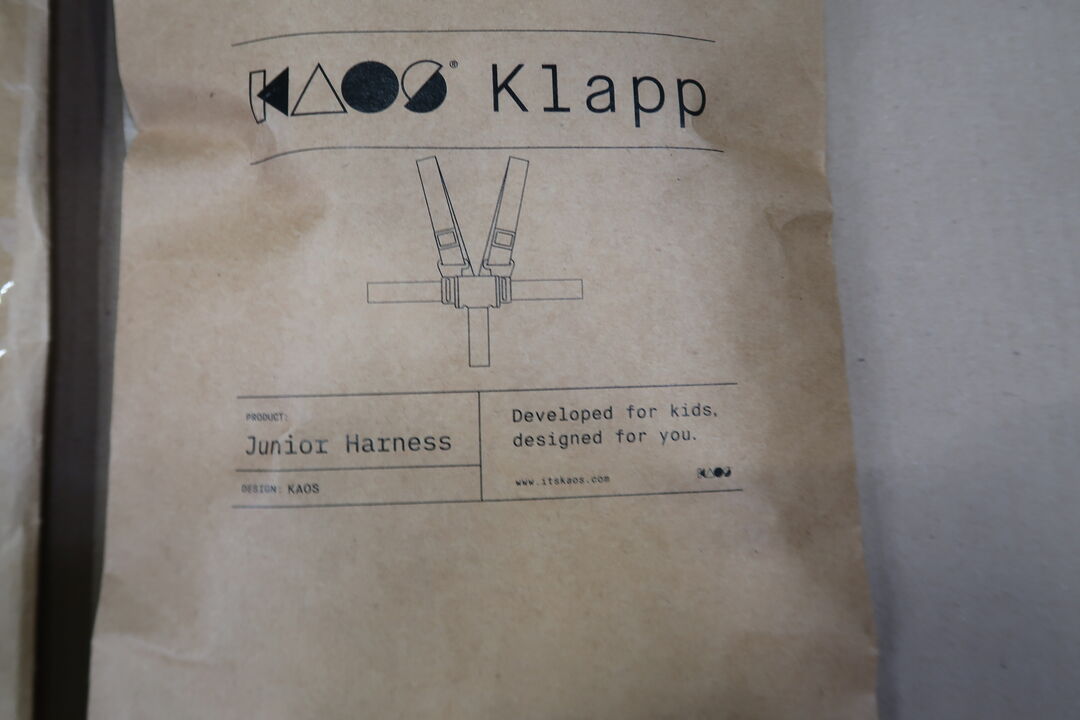 KAOS® Klapp
PRODUCT:
Junior Harness
DESIGN: KAOS
Developed for kids,
designed for you.
www.itskaos.com
KAOS